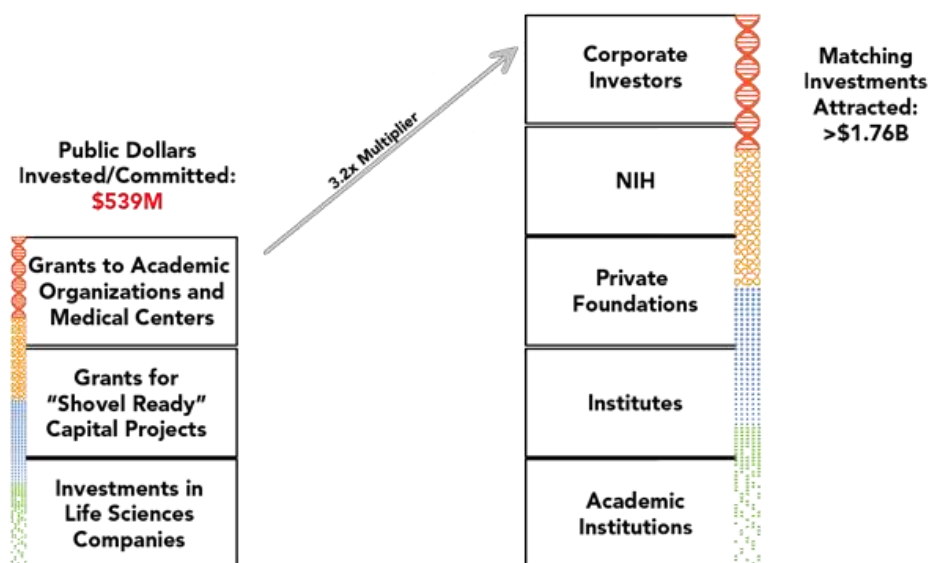 Public Dollars
Invested/Committed:
$539M
Grants to Academic
Organizations and
Medical Centers
Grants for
“Shovel Ready”
Capital Projects
Investments in
Life Sciences
Companies
3.2x Multiplier
Corporate
Investors
NIH
Private
Foundations
Institutes
Academic
Institutions
Matching
Investments
Attracted:
>$1.76B